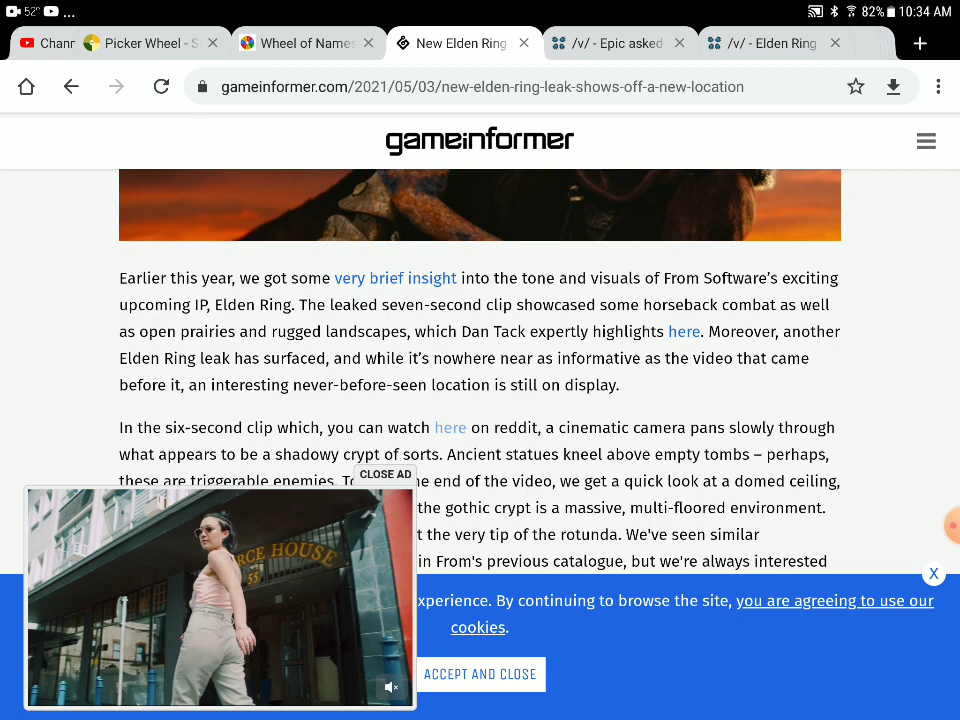 52° ... 82% 10:34 AM
Chann Picker Wheel - S Wheel of Names New Elden Ring /v/ - Epic asked /v/ - Elden Ring
gameinformer.com/2021/05/03/new-elden-ring-leak-shows-off-a-new-location
gameinformer
Earlier this year, we got some very brief insight into the tone and visuals of From Software's exciting
upcoming IP, Elden Ring. The leaked seven-second clip showcased some horseback combat as well
as open prairies and rugged landscapes, which Dan Tack expertly highlights here. Moreover, another
Elden Ring leak has surfaced, and while it's nowhere near as informative as the video that came
before it, an interesting never-before-seen location is still on display.
In the six-second clip which, you can watch here on reddit, a cinematic camera pans slowly through
what appears to be a shadowy crypt of sorts. Ancient statues kneel above empty tombs – perhaps,
CLOSE AD
these are triggerable enemies. e end of the video, we get a quick look at a domed ceiling,
the gothic crypt is a massive, multi-floored environment.
t the very tip of the rotunda. We've seen similar
in From's previous catalogue, but we're always interested
RCE HOUSE
55
X
xperience. By continuing to browse the site, you are agreeing to use our
cookies.
ACCEPT AND CLOSE